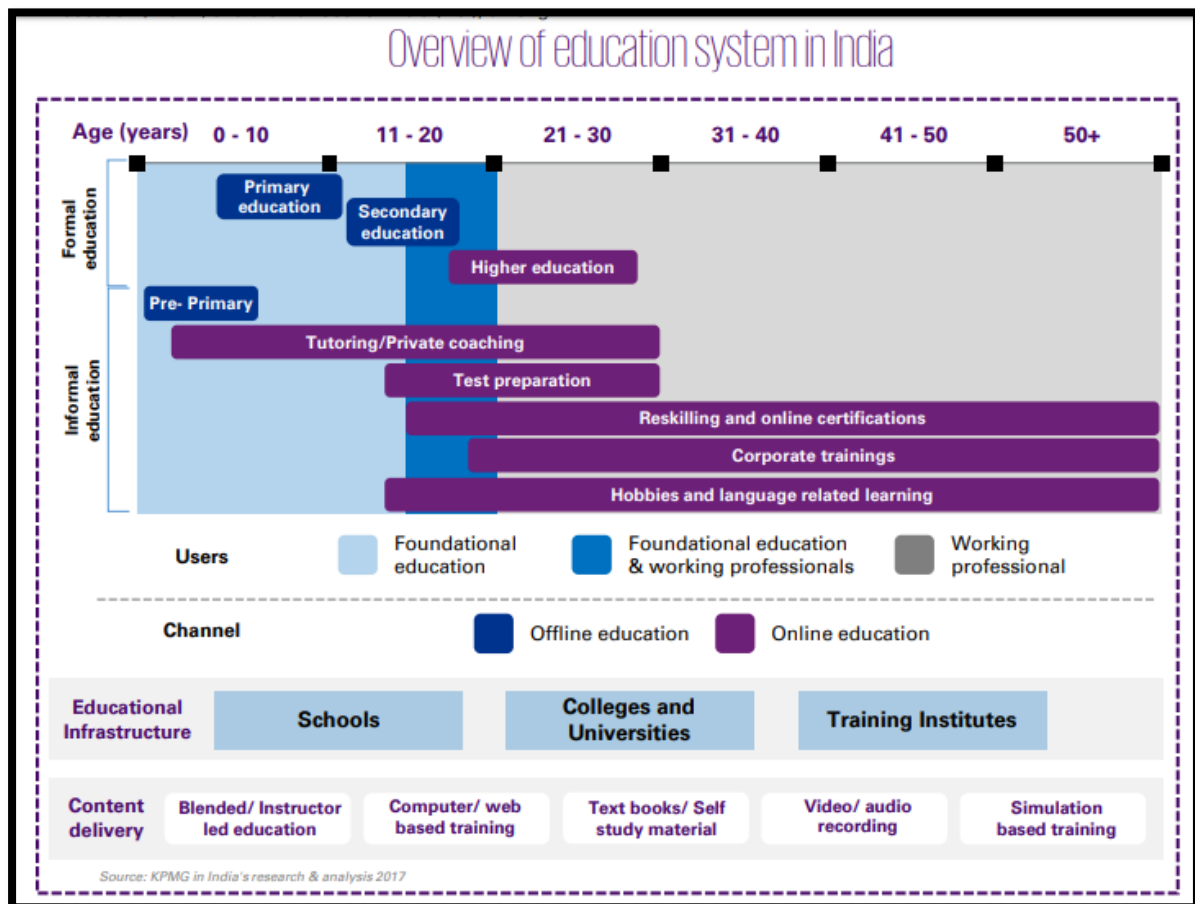 Overview of education system in India
Age (years) 0 - 10 11 - 20 21 - 30 31 - 40 41 - 50 50+
Formal
education
Primary
education
Secondary
education
Higher education
Informal
education
Pre- Primary
Tutoring/Private coaching
Test preparation
Reskilling and online certifications
Corporate trainings
Hobbies and language related learning
Users
Foundational
education
Foundational education
& working professionals
Working
professional
Channel
Offline education
Online education
Educational
Infrastructure
Schools
Colleges and
Universities
Training Institutes
Content
delivery
Blended/ Instructor
led education
Computer/ web
based training
Text books/ Self
study material
Video/ audio
recording
Simulation
based training
Source: KPMG in India's research & analysis 2017